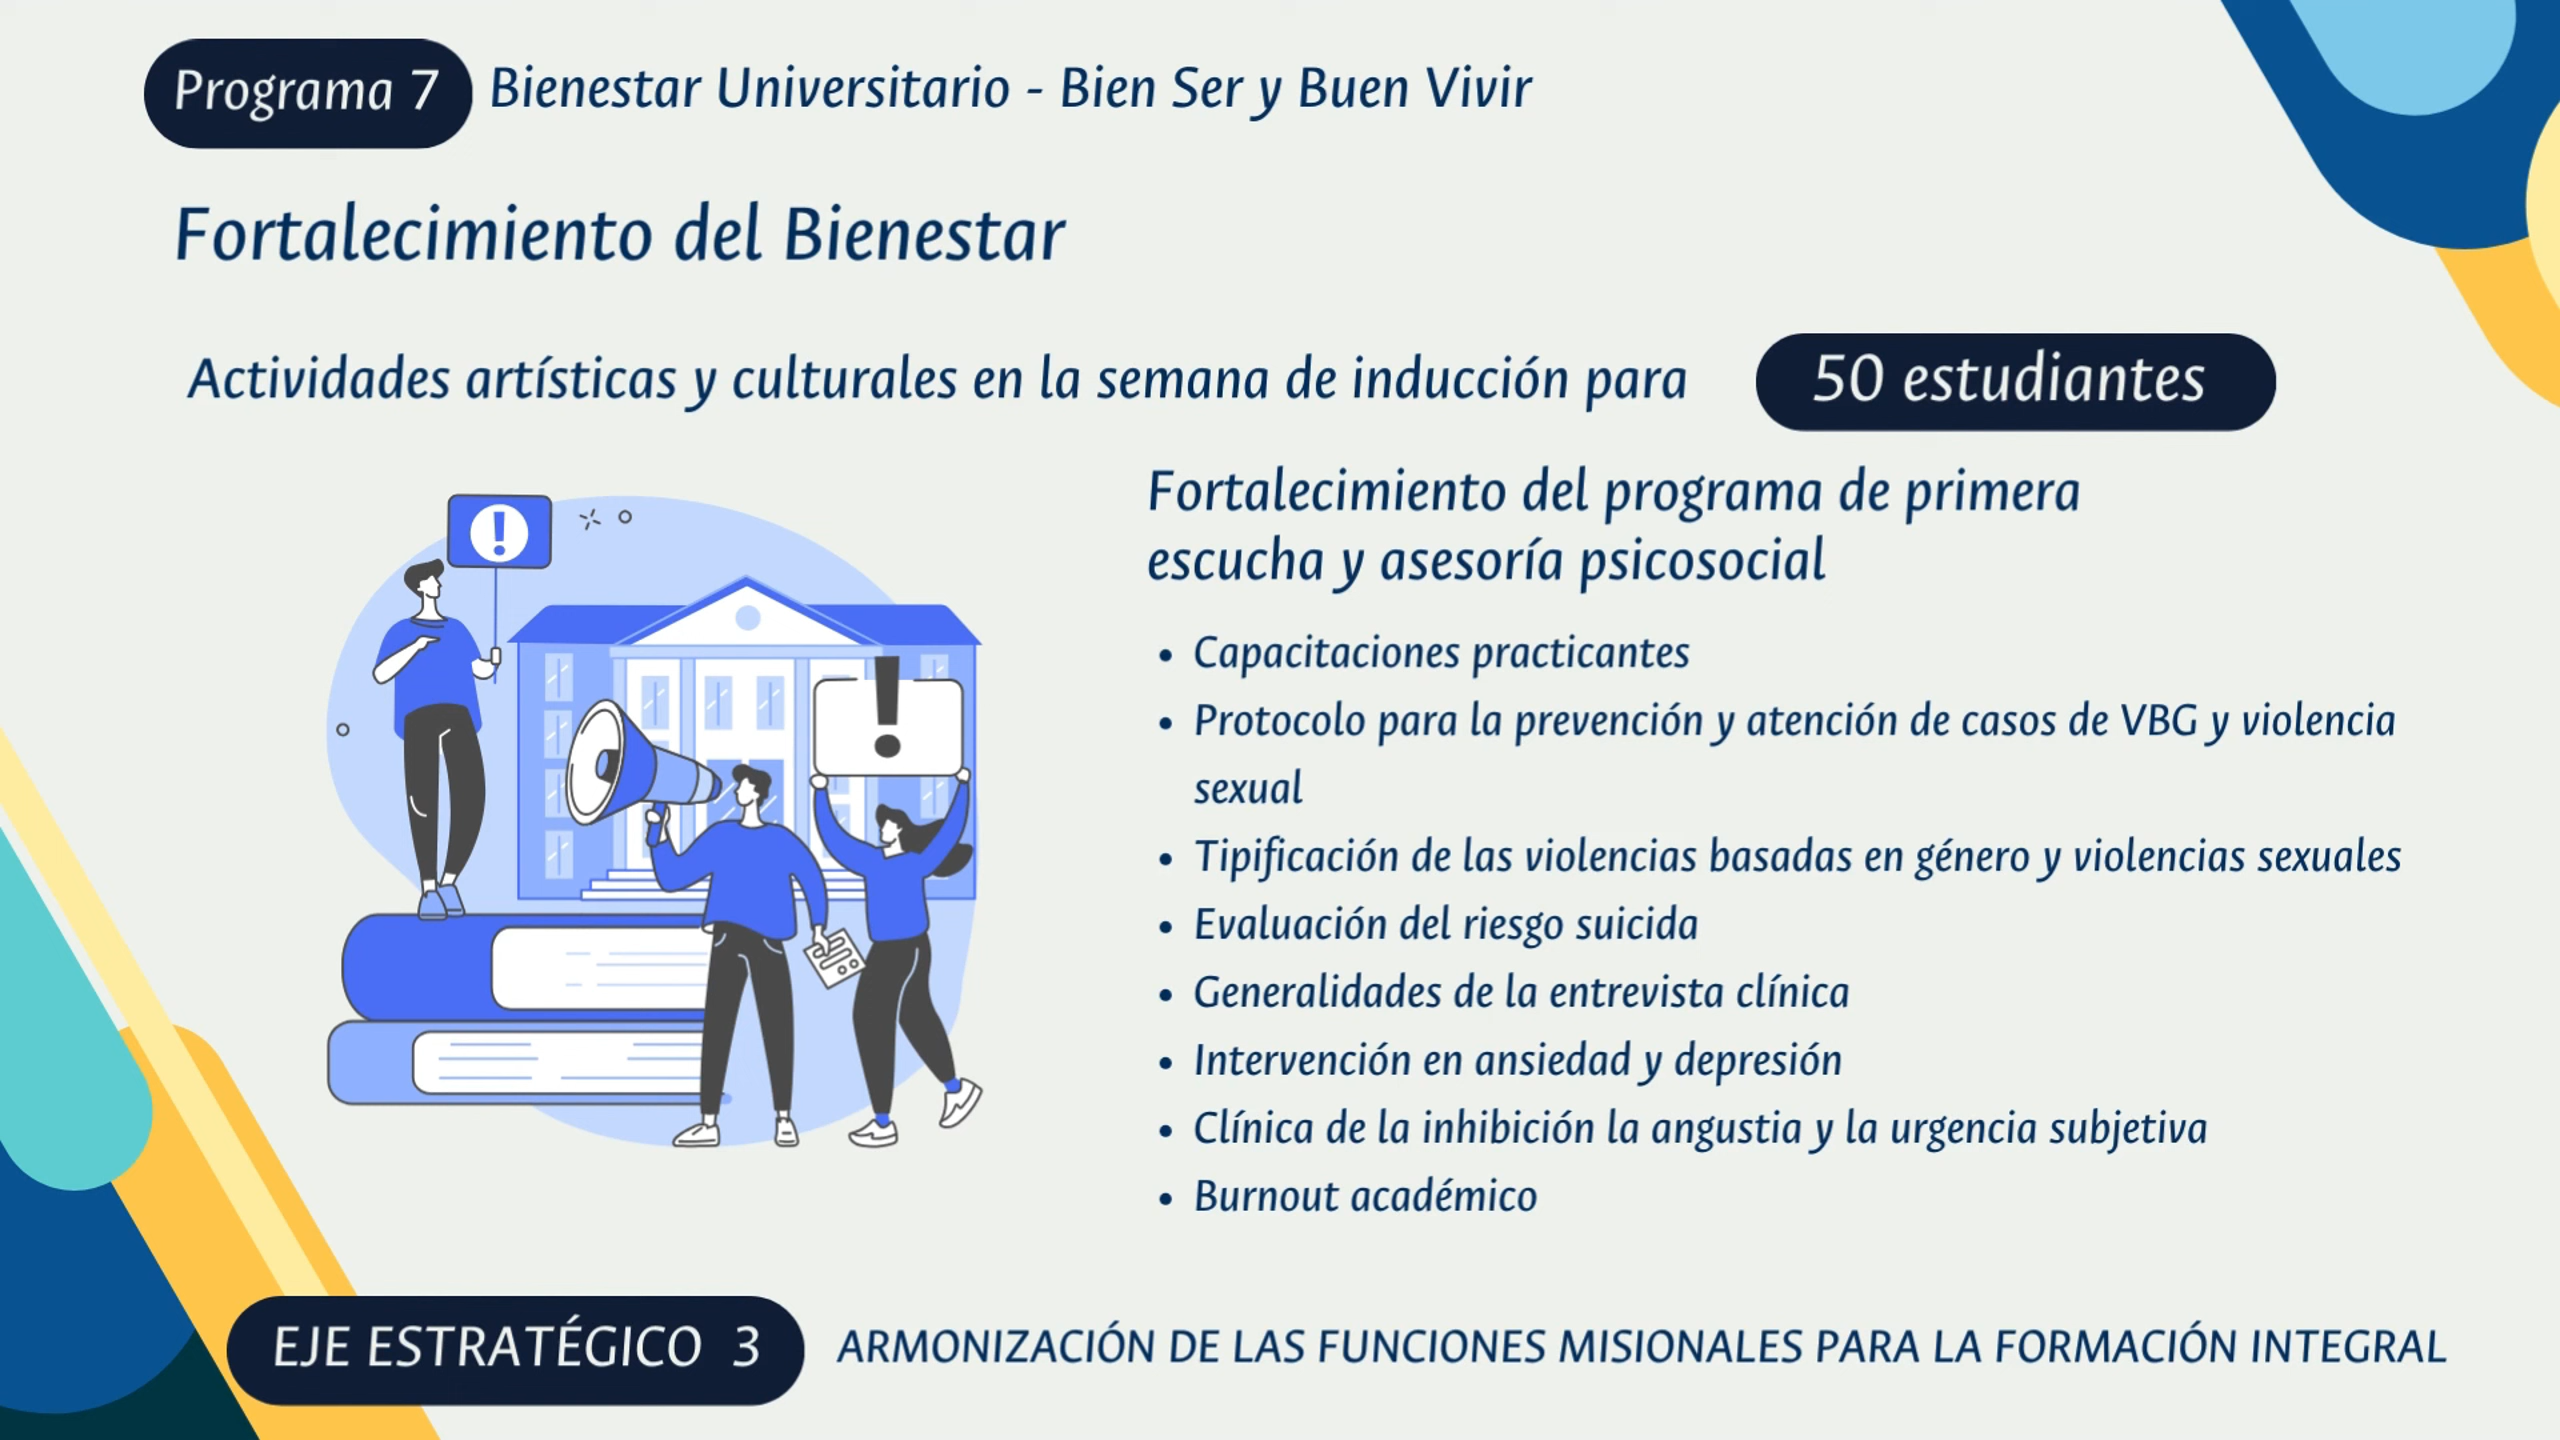 Programa 7 Bienestar Universitario - Bien Ser y Buen Vivir
Fortalecimiento del Bienestar
Actividades artísticas y culturales en la semana de inducción para 50 estudiantes
Fortalecimiento del programa de primera
escucha y asesoría psicosocial
• Capacitaciones practicantes
• Protocolo para la prevención y atención de casos de VBG y violencia
sexual
• Tipificación de las violencias basadas en género y violencias sexuales
• Evaluación del riesgo suicida
• Generalidades de la entrevista clínica
• Intervención en ansiedad y depresión
• Clínica de la inhibición la angustia y la urgencia subjetiva
• Burnout académico
EJE ESTRATÉGICO 3 ARMONIZACIÓN DE LAS FUNCIONES MISIONALES PARA LA FORMACIÓN INTEGRAL